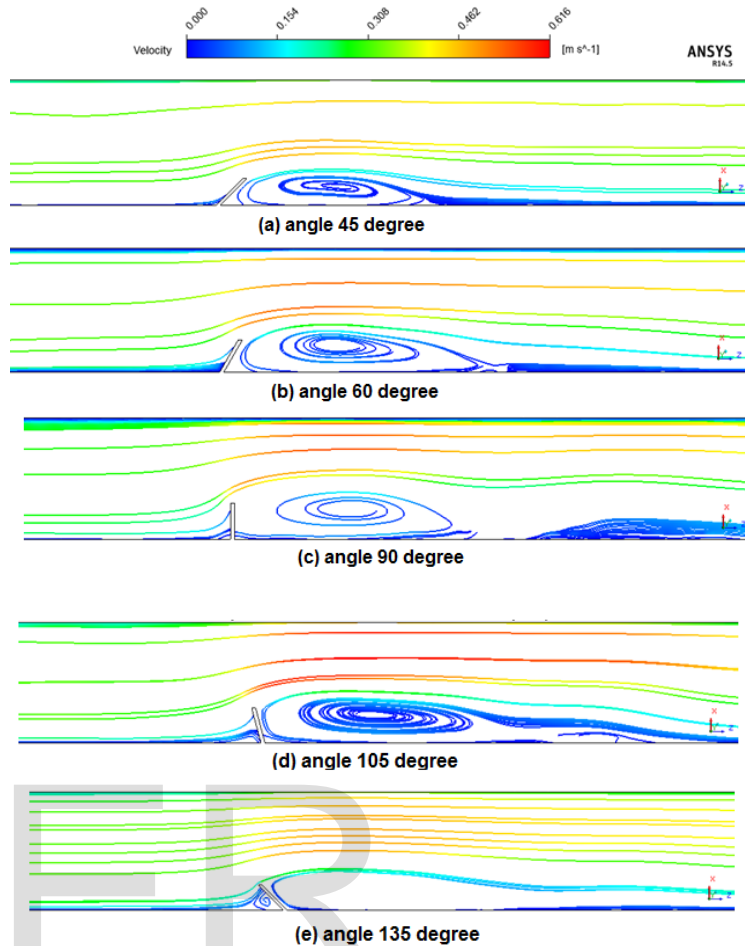 0.000 0.154 0.308 0.462 0.616
Velocity [m s^-1]
ANSYS
R14.5
X
Z
(a) angle 45 degree
X
Z
(b) angle 60 degree
X
Z
(c) angle 90 degree
X
Z
(d) angle 105 degree
X
Z
(e) angle 135 degree
ER